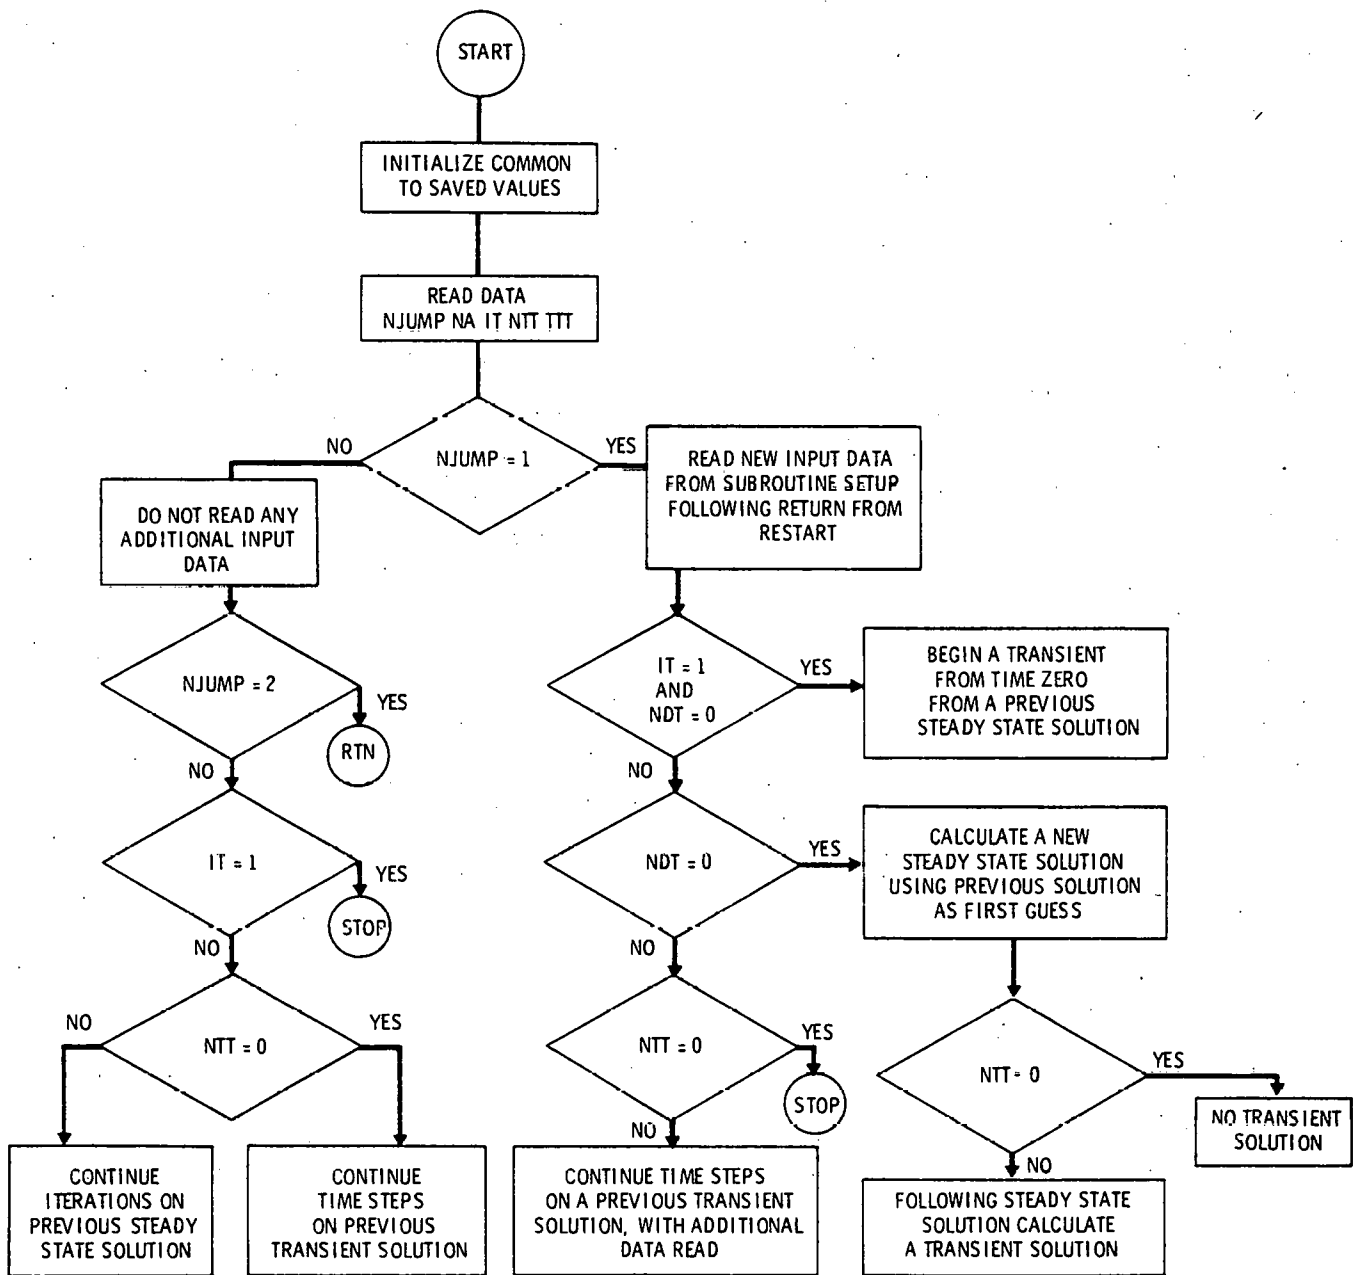 START
INITIALIZE COMMON
TO SAVED VALUES
READ DATA
NJUMP NA IT NTT TTT
NO
NJUMP = 1
YES
READ NEW INPUT DATA
FROM SUBROUTINE SETUP
FOLLOWING RETURN FROM
RESTART
DO NOT READ ANY
ADDITIONAL INPUT
DATA
NJUMP = 2
YES
RTN
NO
IT = 1
AND
NDT = 0
YES
BEGIN A TRANSIENT
FROM TIME ZERO
FROM A PREVIOUS
STEADY STATE SOLUTION
NO
IT = 1
YES
STOP
NO
NDT = 0
YES
CALCULATE A NEW
STEADY STATE SOLUTION
USING PREVIOUS SOLUTION
AS FIRST GUESS
NO
NO
NTT = 0
YES
NTT = 0
YES
STOP
NO
NTT = 0
YES
NO TRANSIENT
SOLUTION
NO
CONTINUE
ITERATIONS ON
PREVIOUS STEADY
STATE SOLUTION
CONTINUE
TIME STEPS
ON PREVIOUS
TRANSIENT SOLUTION
CONTINUE TIME STEPS
ON A PREVIOUS TRANSIENT
SOLUTION, WITH ADDITIONAL
DATA READ
FOLLOWING STEADY STATE
SOLUTION CALCULATE
A TRANSIENT SOLUTION